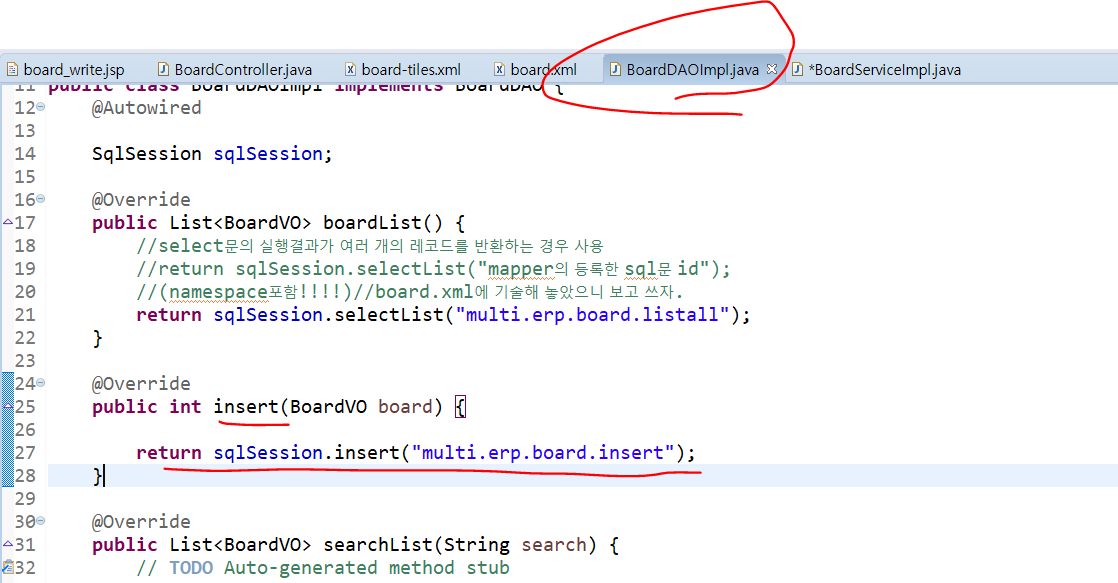 board_write.jsp BoardController.java board-tiles.xml board.xml BoardDAOImpl.java *BoardServiceImpl.java
11 public class BoardDAOImpl implements BoardDAO {
12 @Autowired
13
14 SqlSession sqlSession;
15
16 @Override
17 public List<BoardVO> boardList() {
18 //select문의 실행결과가 여러 개의 레코드를 반환하는 경우 사용
19 //return sqlSession.selectList("mapper의 등록한 sql문 id");
20 //(namespace포함!!!!)//board.xml에 기술해 놓았으니 보고 쓰자.
21 return sqlSession.selectList("multi.erp.board.listall");
22 }
23
24 @Override
25 public int insert(BoardVO board) {
26
27 return sqlSession.insert("multi.erp.board.insert");
28 }
29
30 @Override
31 public List<BoardVO> searchList(String search) {
32 // TODO Auto-generated method stub